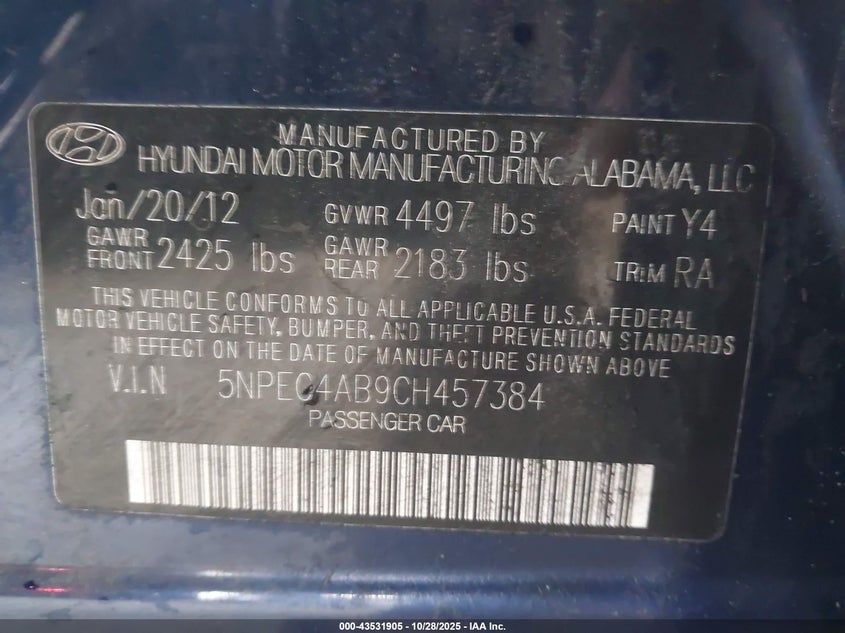 MANUFACTURED BY
HYUNDAI MOTOR MANUFACTURING ALABAMA, LLC
Jan/20/12 GVWR 4497 lbs PAINT Y4
GAWR FRONT 2425 lbs GAWR REAR 2183 lbs TRIM RA
THIS VEHICLE CONFORMS TO ALL APPLICABLE U.S.A. FEDERAL
MOTOR VEHICLE SAFETY, BUMPER, AND THEFT PREVENTION STANDARDS
IN EFFECT ON THE DATE OF MANUFACTURE SHOWN ABOVE
V.I.N 5NPEC4AB9CH457384
PASSENGER CAR
000-43531905 - 10/28/2025 - IAA Inc.